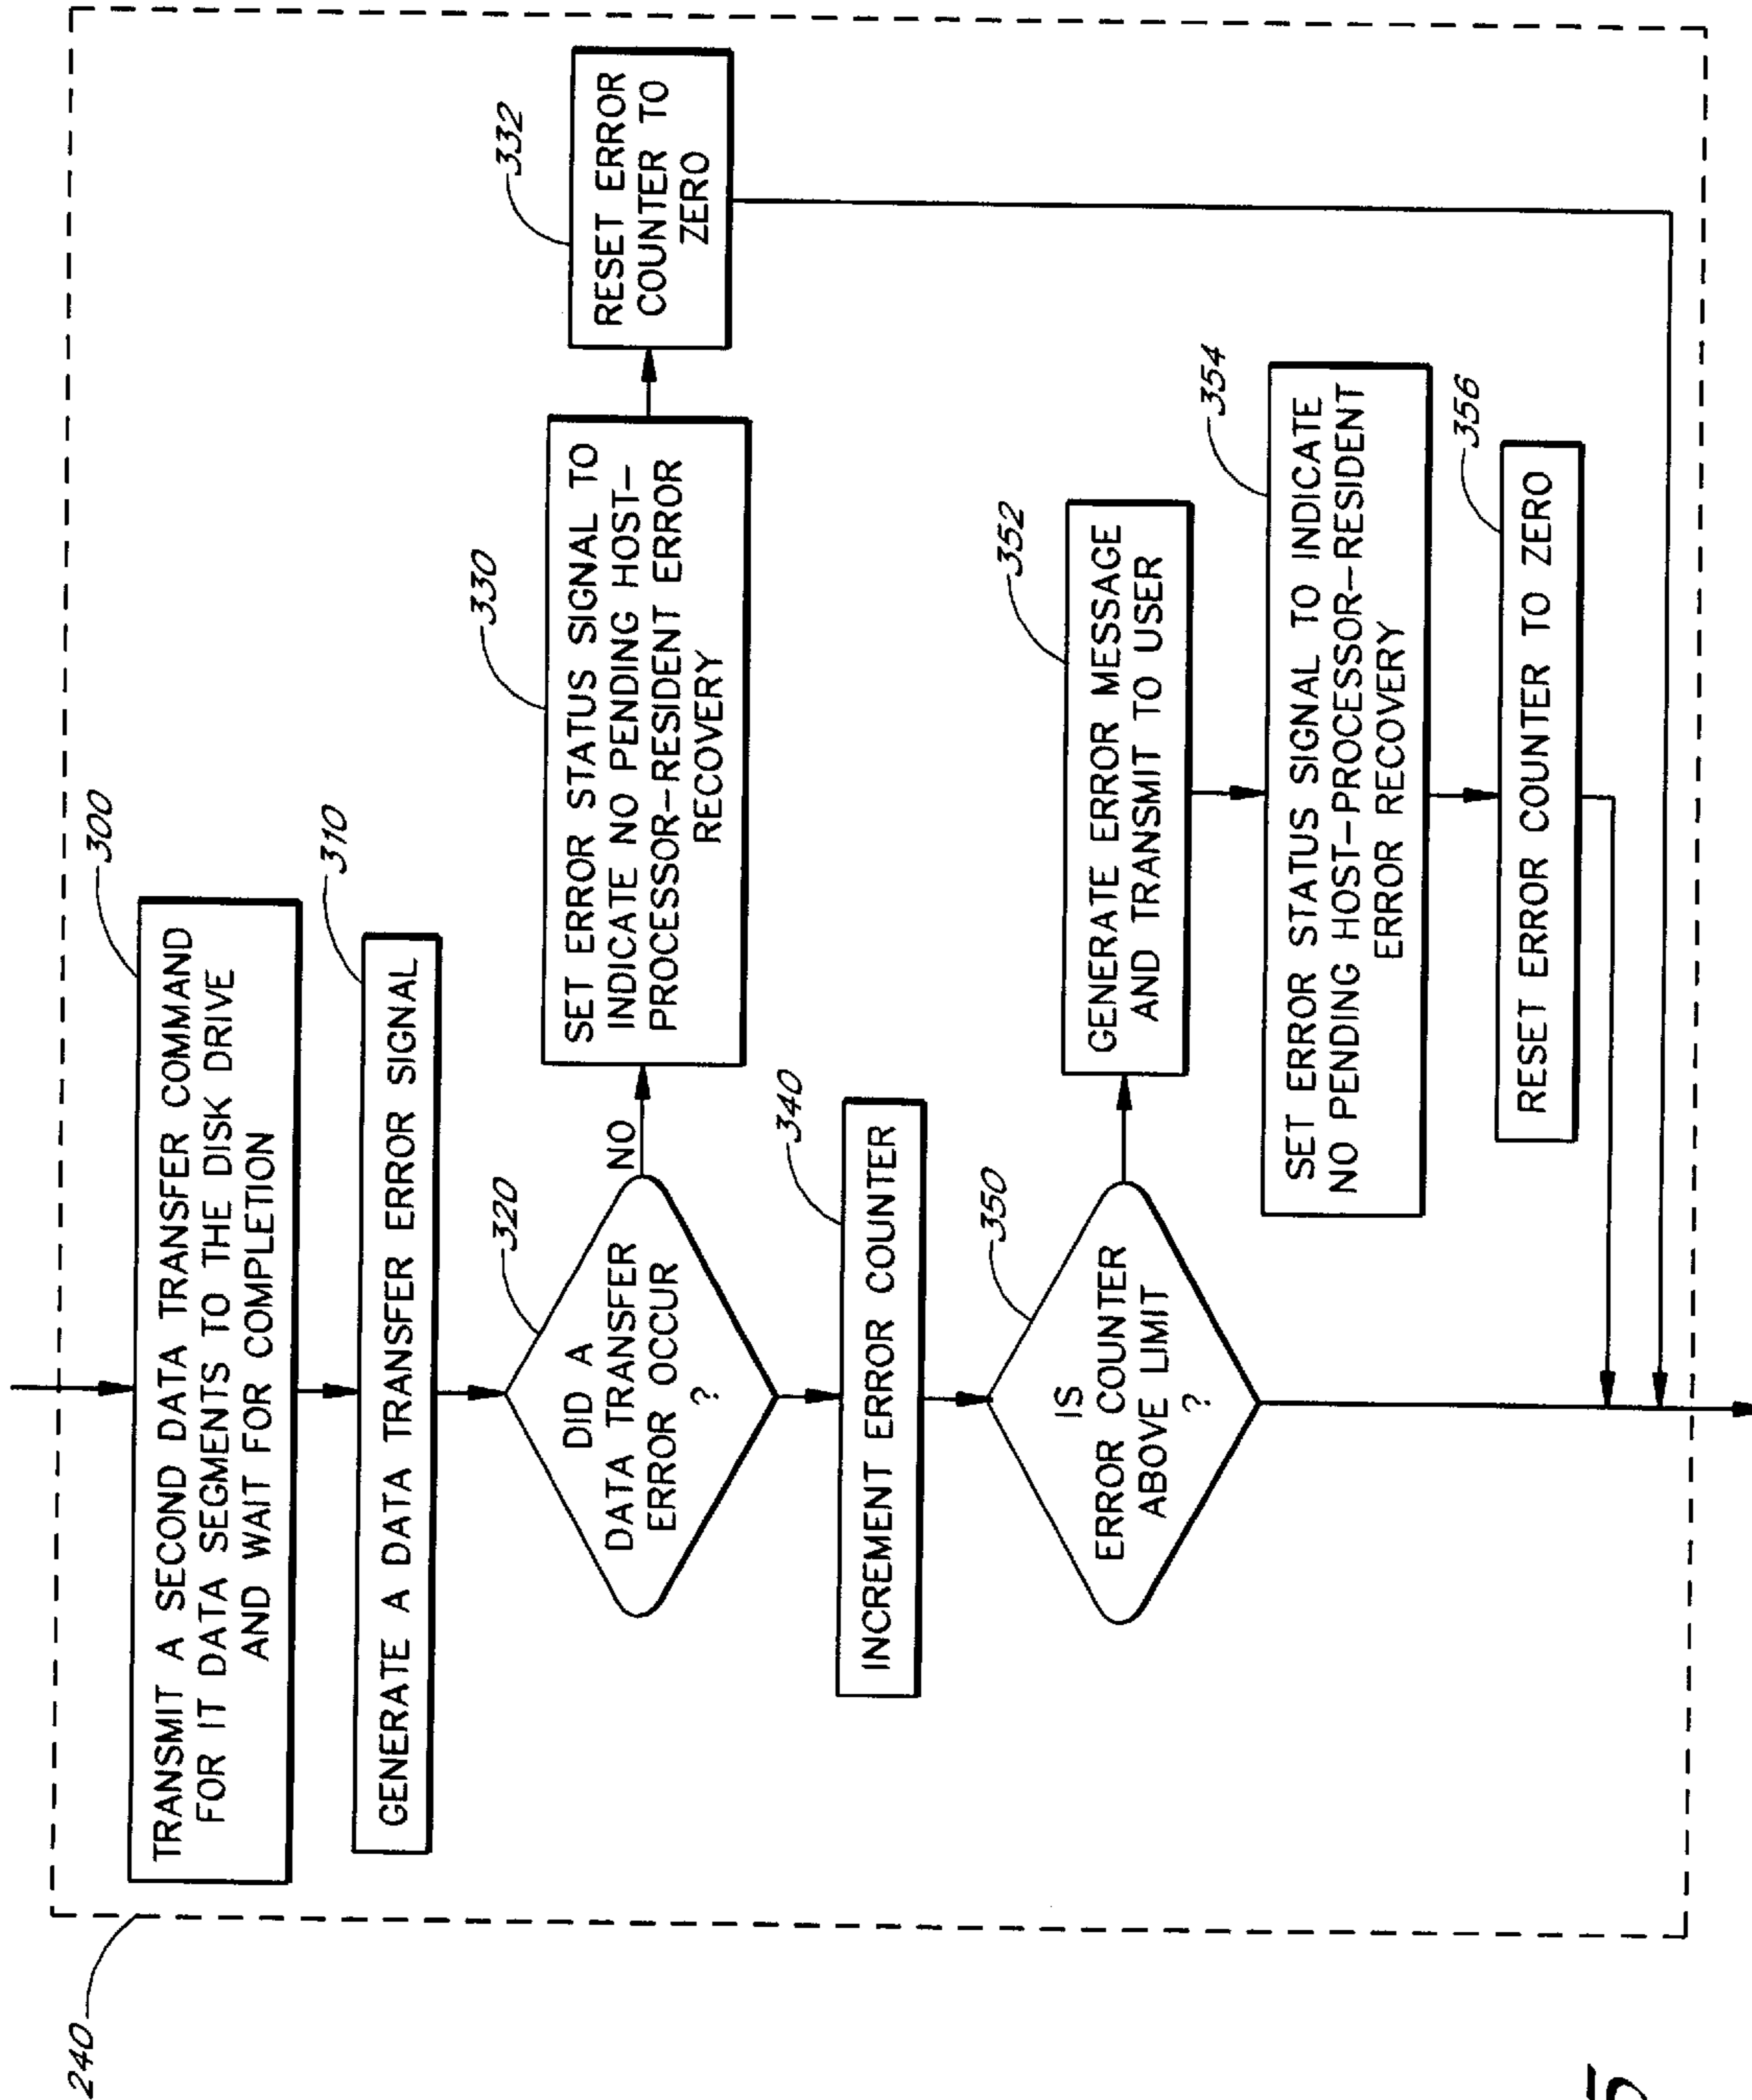 240
300
TRANSMIT A SECOND DATA TRANSFER COMMAND
FOR IT DATA SEGMENTS TO THE DISK DRIVE
AND WAIT FOR COMPLETION
310
GENERATE A DATA TRANSFER ERROR SIGNAL
320
DID A
DATA TRANSFER
ERROR OCCUR
?
NO
330
SET ERROR STATUS SIGNAL TO
INDICATE NO PENDING HOST-
PROCESSOR-RESIDENT ERROR
RECOVERY
332
RESET ERROR
COUNTER TO
ZERO
340
INCREMENT ERROR COUNTER
350
IS
ERROR COUNTER
ABOVE LIMIT
?
352
GENERATE ERROR MESSAGE
AND TRANSMIT TO USER
354
SET ERROR STATUS SIGNAL TO INDICATE
NO PENDING HOST-PROCESSOR-RESIDENT
ERROR RECOVERY
356
RESET ERROR COUNTER TO ZERO
5